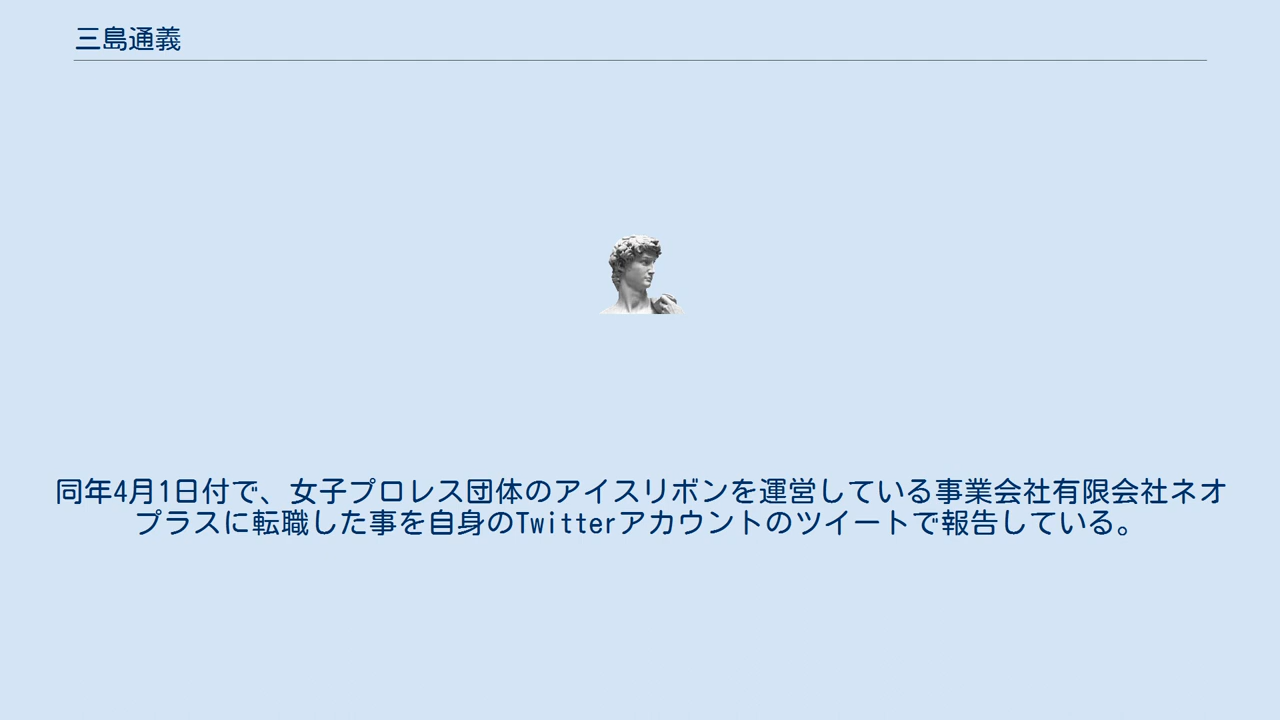 三島通義
同年4月1日付で、女子プロレス団体のアイスリボンを運営している事業会社有限会社ネオ
プラスに転職した事を自身のTwitterアカウントのツイートで報告している。